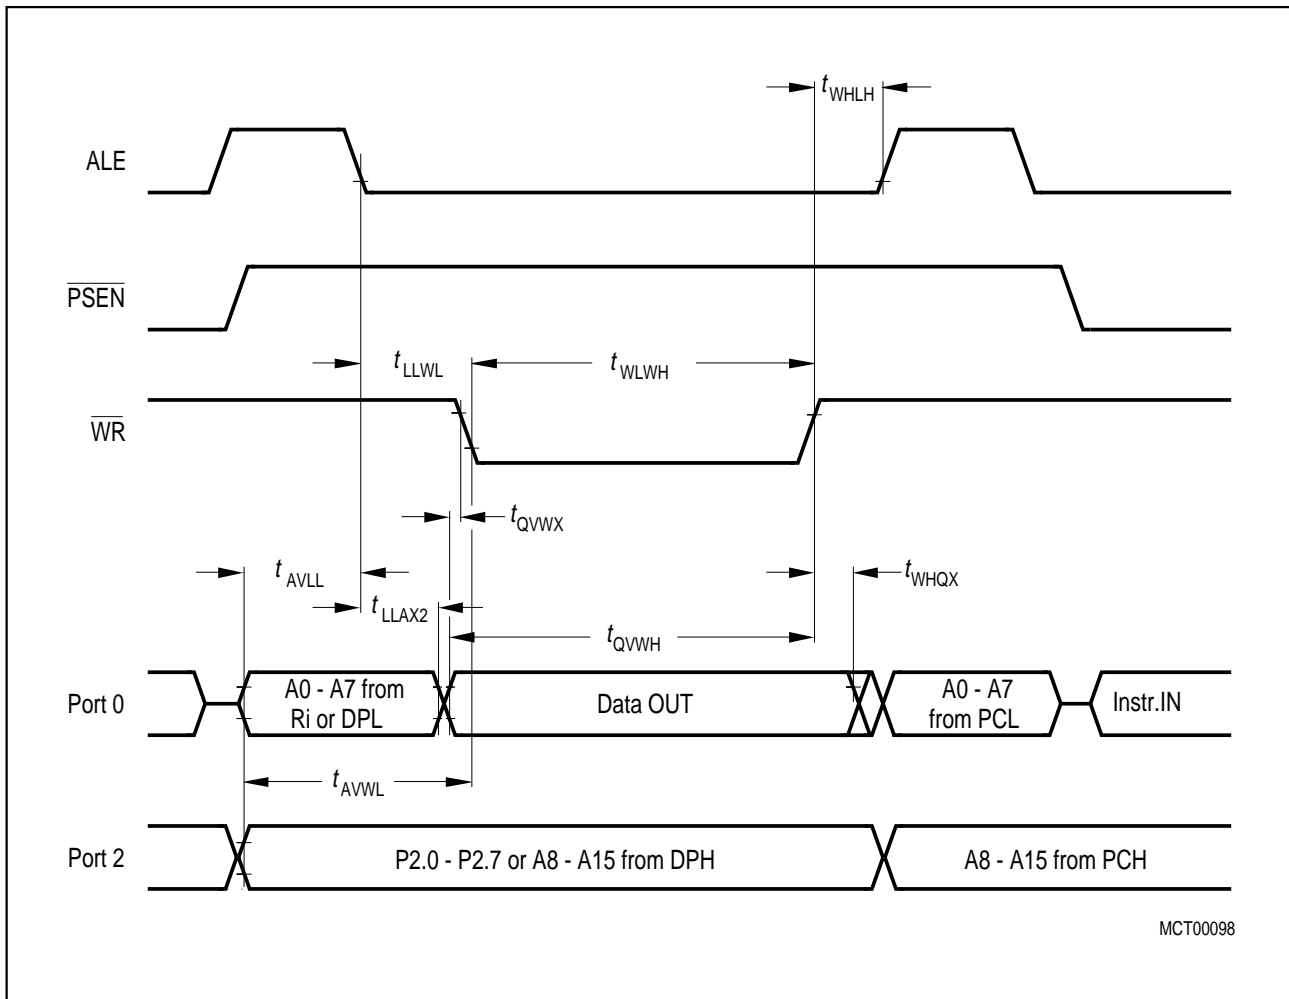 tWHLH
ALE
PSEN
tLLWL
tWLWH
WR
tQVWX
tAVLL
tWHQX
tLLAX2
tQVWH
Port 0
A0 - A7 from
Ri or DPL
Data OUT
A0 - A7
from PCL
Instr.IN
tAVWL
Port 2
P2.0 - P2.7 or A8 - A15 from DPH
A8 - A15 from PCH
MCT00098